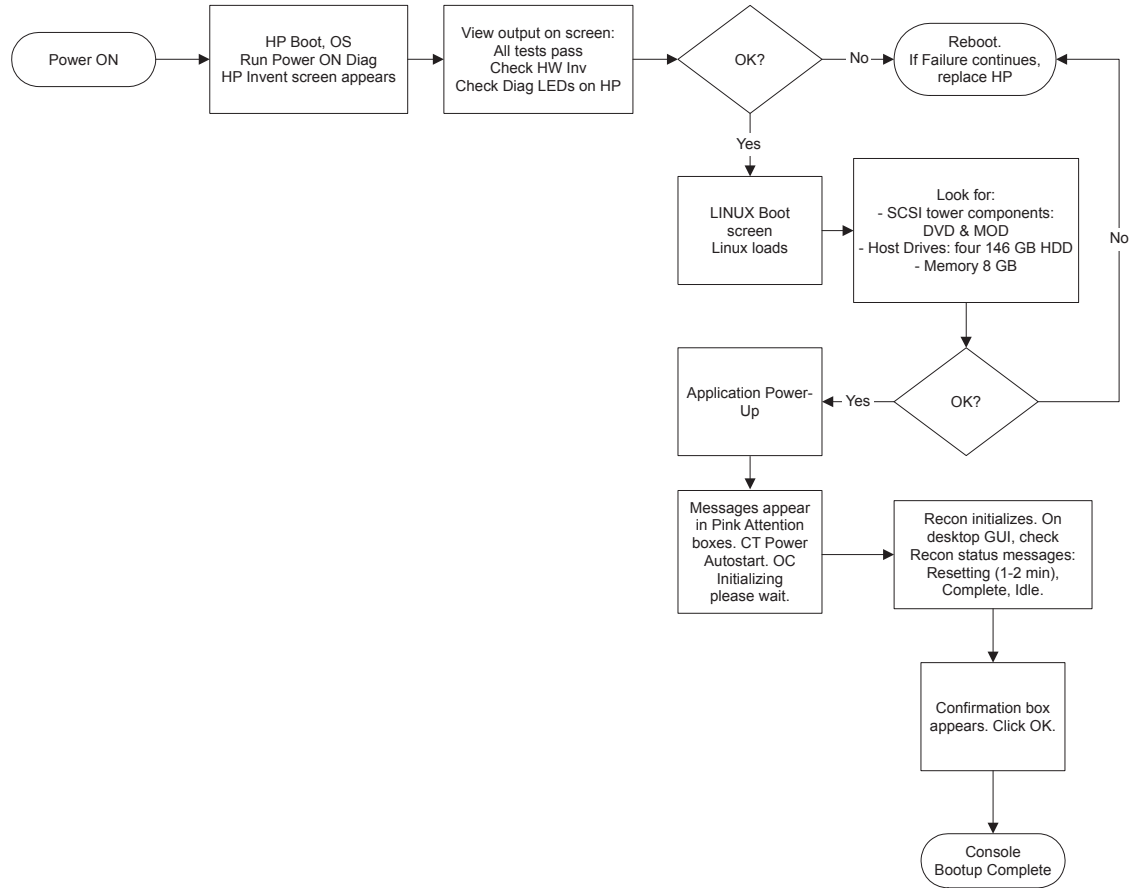 Power ON
HP Boot, OS
Run Power ON Diag
HP Invent screen appears
View output on screen:
All tests pass
Check HW Inv
Check Diag LEDs on HP
OK?
No
Reboot.
If Failure continues,
replace HP
Yes
LINUX Boot
screen
Linux loads
Look for:
- SCSI tower components:
DVD & MOD
- Host Drives: four 146 GB HDD
- Memory 8 GB
No
OK?
Yes
Application Power-
Up
Messages appear
in Pink Attention
boxes. CT Power
Autostart. OC
Initializing
please wait.
Recon initializes. On
desktop GUI, check
Recon status messages:
Resetting (1-2 min),
Complete, Idle.
Confirmation box
appears. Click OK.
Console
Bootup Complete